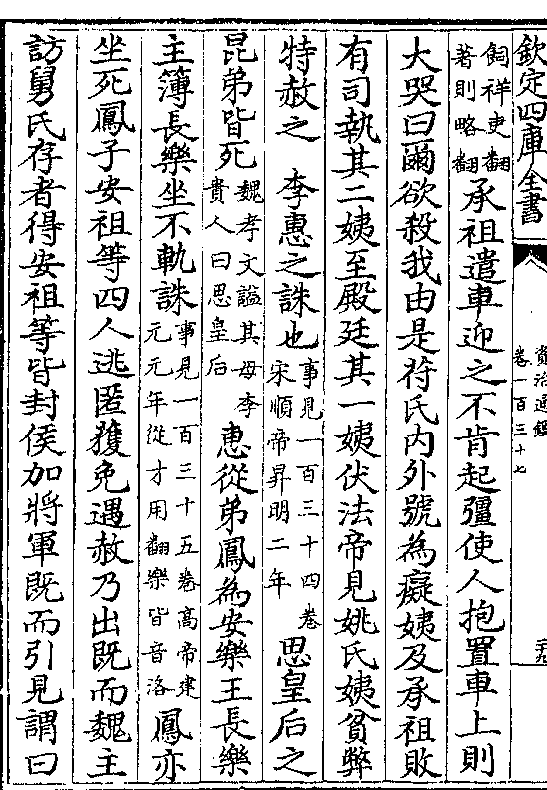 欽定四庫全書
資治通鑑
卷一百三十七
二十九
飼祥吏翻
著則略翻
承祖遣車迎之不肯起彊使人抱置車上則
大哭曰爾欲殺我由是苻氏內外號為癡姨及承祖敗
有司執其二姨至殿廷其一姨伏法帝見姚氏姨貧弊
特赦之
李惠之誅也
事見一百三十四卷
宋順帝昇明二年
思皇后之
昆弟皆死
魏孝文諡其母李
貴人曰思皇后
惠從弟鳳為安樂王長樂
主簿長樂坐不軌誅
事見一百三十五卷高帝建
元元年從才用翻樂皆音洛
鳳亦
坐死鳳子安祖等四人逃匿獲免遇赦乃出既而魏主
訪舅氏存者得安祖等皆封侯加將軍既而引見謂曰